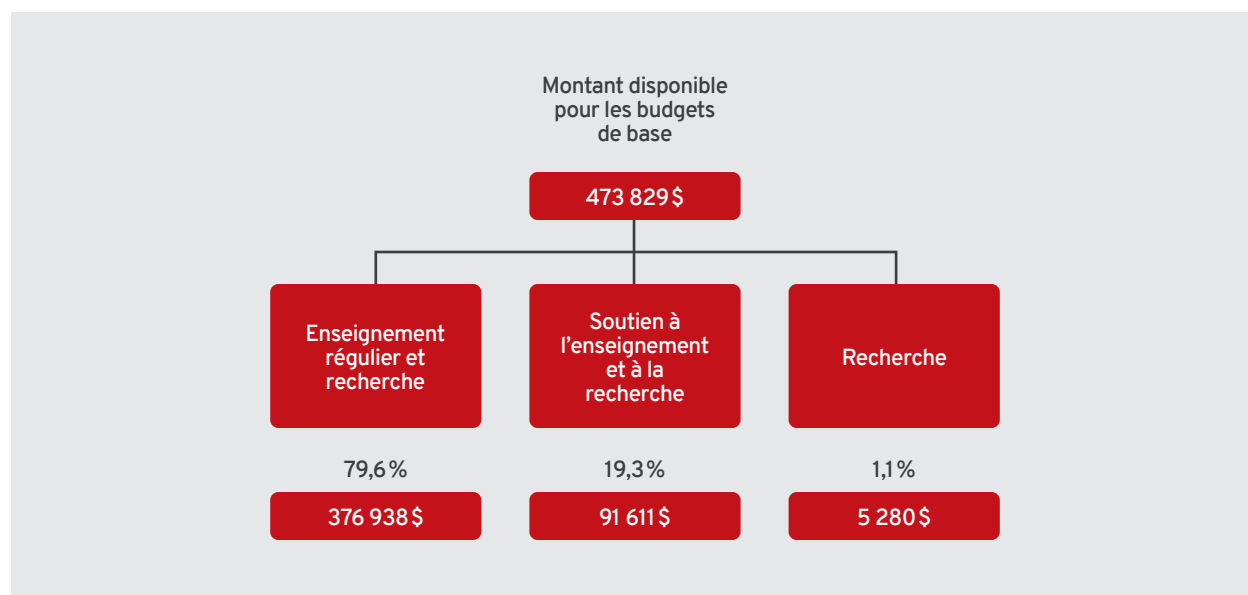 Montant disponible
pour les budgets
de base
473 829 $
Enseignement
régulier et
recherche
Soutien à
l'enseignement
et à la
recherche
Recherche
79,6 %
19,3 %
1,1 %
376 938 $
91 611 $
5 280 $